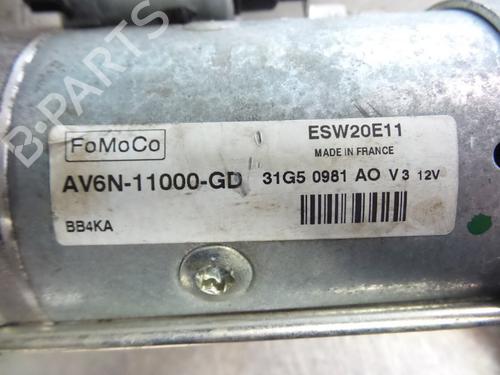 FoMoCo
ESW20E11
MADE IN FRANCE
AV6N-11000-GD 31G5 0981 AO V3 12V
BB4KA
B-PARTS